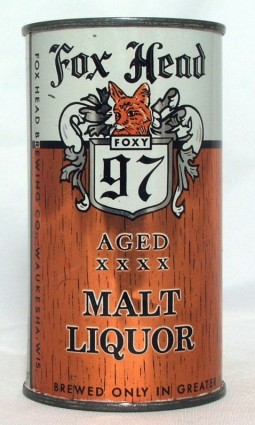 Fox Head
FOXY
97
AGED
XXXX
MALT
LIQUOR
BREWED ONLY IN GREATER
FOX HEAD BREWING CO., WAUKESHA, WIS.